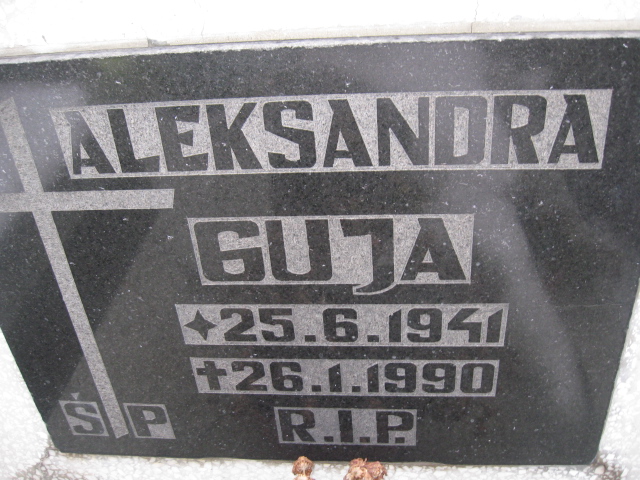 ALEKSANDRA
GUJA
✦25.6.1941
†26.1.1990
Ś P R.I.P.